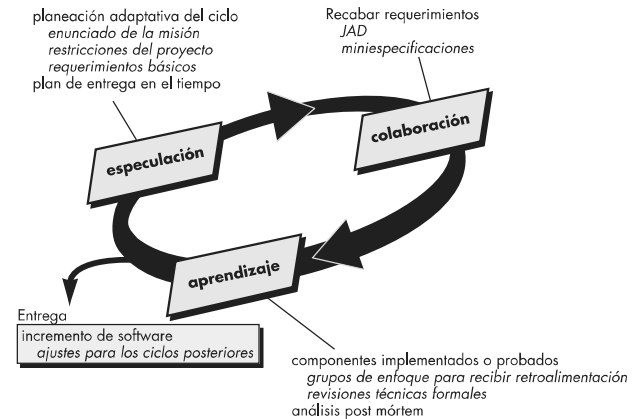 planeación adaptativa del ciclo
enunciado de la misión
restricciones del proyecto
requerimientos básicos
plan de entrega en el tiempo
Recabar requerimientos
JAD
miniespecificaciones
especulación
colaboración
aprendizaje
Entrega
incremento de software
ajustes para los ciclos posteriores
componentes implementados o probados
grupos de enfoque para recibir retroalimentación
revisiones técnicas formales
análisis post mórtem